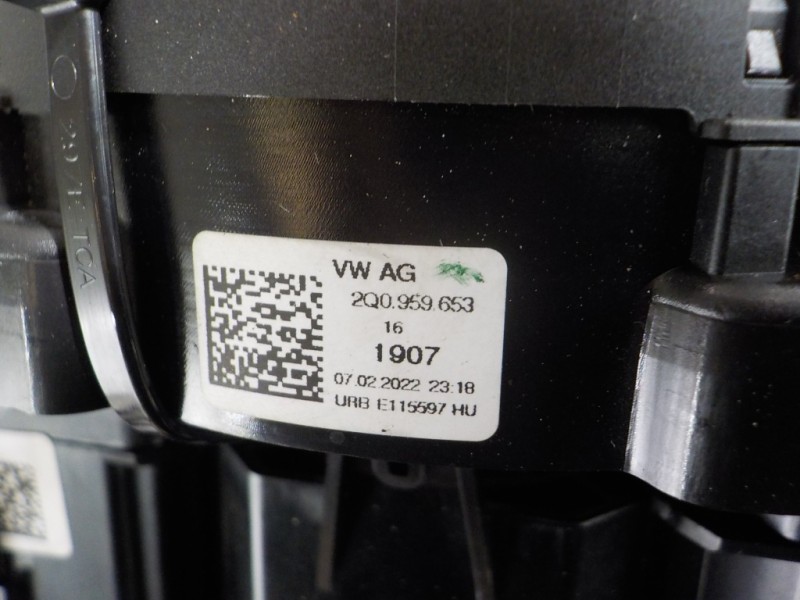 VW AG
2Q0.959.653
16
1907
07.02.2022 23:18
URB E115597 HU